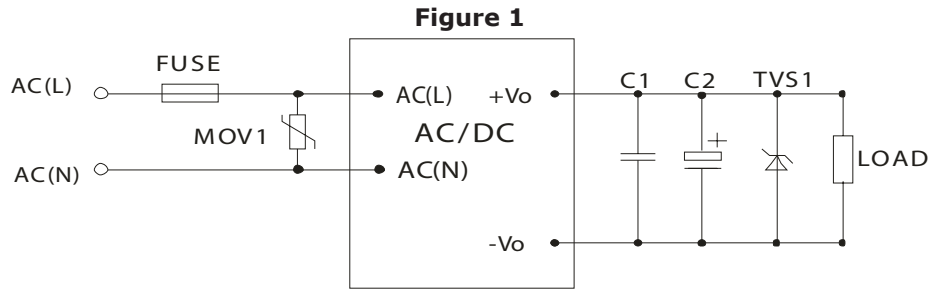 Figure 1
FUSE
C1 C2 TVS1
AC(L)
AC(L) +Vo
MOV1
AC/DC
+
LOAD
AC(N)
AC(N)
-Vo